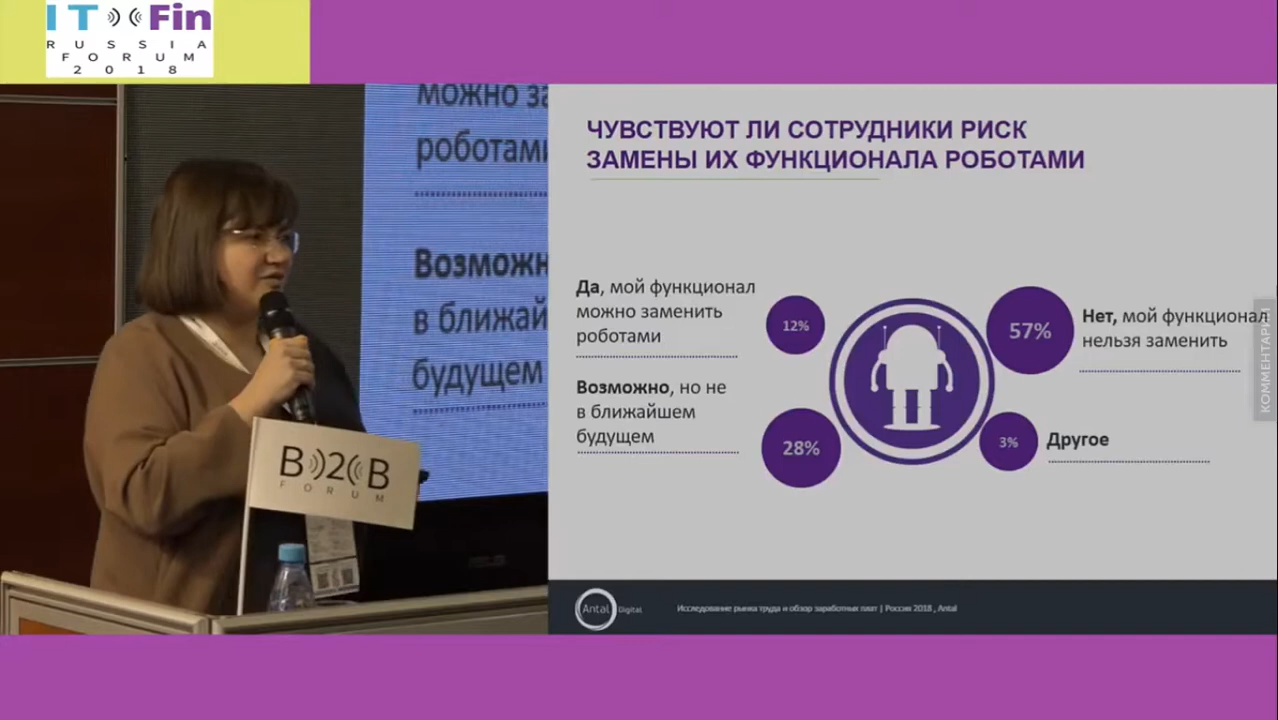 IT Fin
RUSSIA
FORUM
2018
можно за
роботами
Возможн
в ближай
будущем
B2B
FORUM
ЧУВСТВУЮТ ЛИ СОТРУДНИКИ РИСК
ЗАМЕНЫ ИХ ФУНКЦИОНАЛА РОБОТАМИ
Да, мой функционал
можно заменить
роботами
12%
Возможно, но не
в ближайшем
будущем
28%
57%
Нет, мой функционал
нельзя заменить
3%
Другое
КОММЕНТАРИИ
Antal Digital
Исследование рынка труда и обзор заработных плат | Россия 2018, Antal